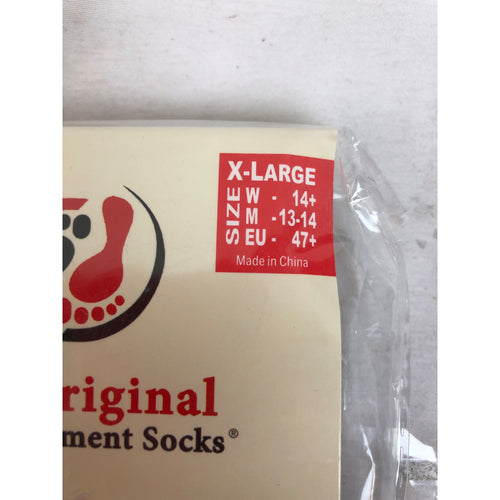 X-LARGE
SIZE
W - 14+
M - 13-14
EU - 47+
Made in China
riginal
ment Socks®